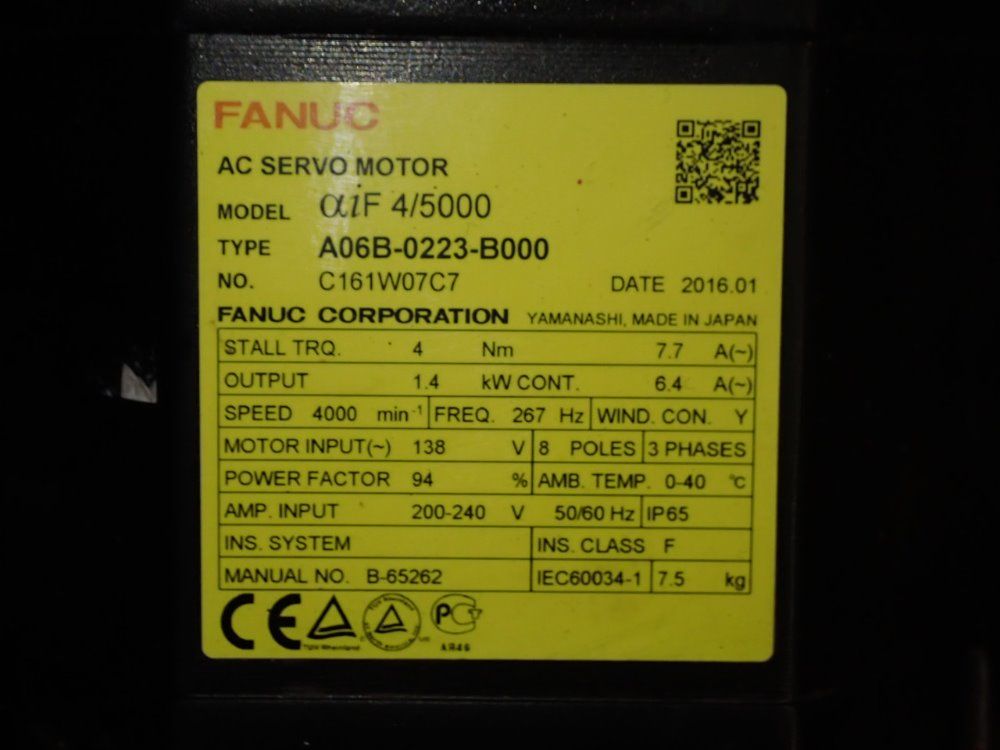 FANUC
AC SERVO MOTOR
MODEL αiF 4/5000
TYPE A06B-0223-B000
NO. C161W07C7 DATE 2016.01
FANUC CORPORATION YAMANASHI, MADE IN JAPAN
STALL TRQ. 4 Nm 7.7 A(~)
OUTPUT 1.4 kW CONT. 6.4 A(~)
SPEED 4000 min⁻¹ FREQ. 267 Hz WIND. CON. Y
MOTOR INPUT(~) 138 V 8 POLES 3 PHASES
POWER FACTOR 94 % AMB. TEMP. 0-40 °C
AMP. INPUT 200-240 V 50/60 Hz IP65
INS. SYSTEM INS. CLASS F
MANUAL NO. B-65262 IEC60034-1 7.5 kg
CE
TÜV Rheinland
C US